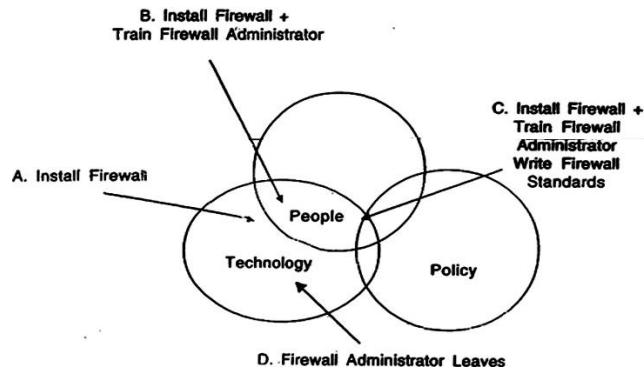 B. Install Firewall +
Train Firewall Administrator
C. Install Firewall +
Train Firewall
Administrator
Write Firewall
Standards
A. Install Firewall
People
Technology
Policy
D. Firewall Administrator Leaves